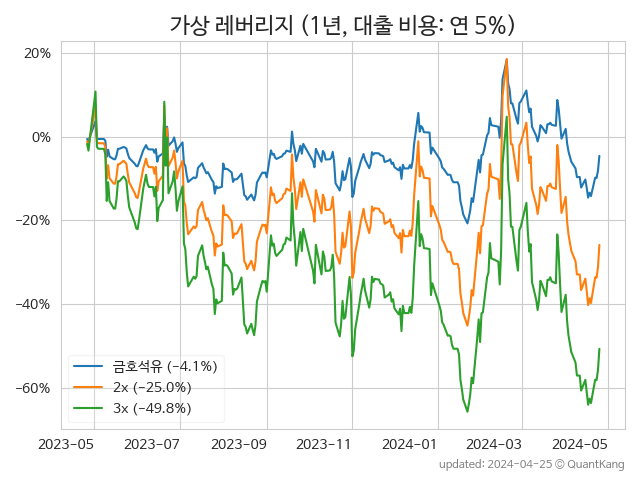 가상 레버리지 (1년, 대출 비용: 연 5%)
20%
0%
−20%
−40%
−60%
금호석유 (−4.1%)
2x (−25.0%)
3x (−49.8%)
2023-05 2023-07 2023-09 2023-11 2024-01 2024-03 2024-05
updated: 2024-04-25 © QuantKang